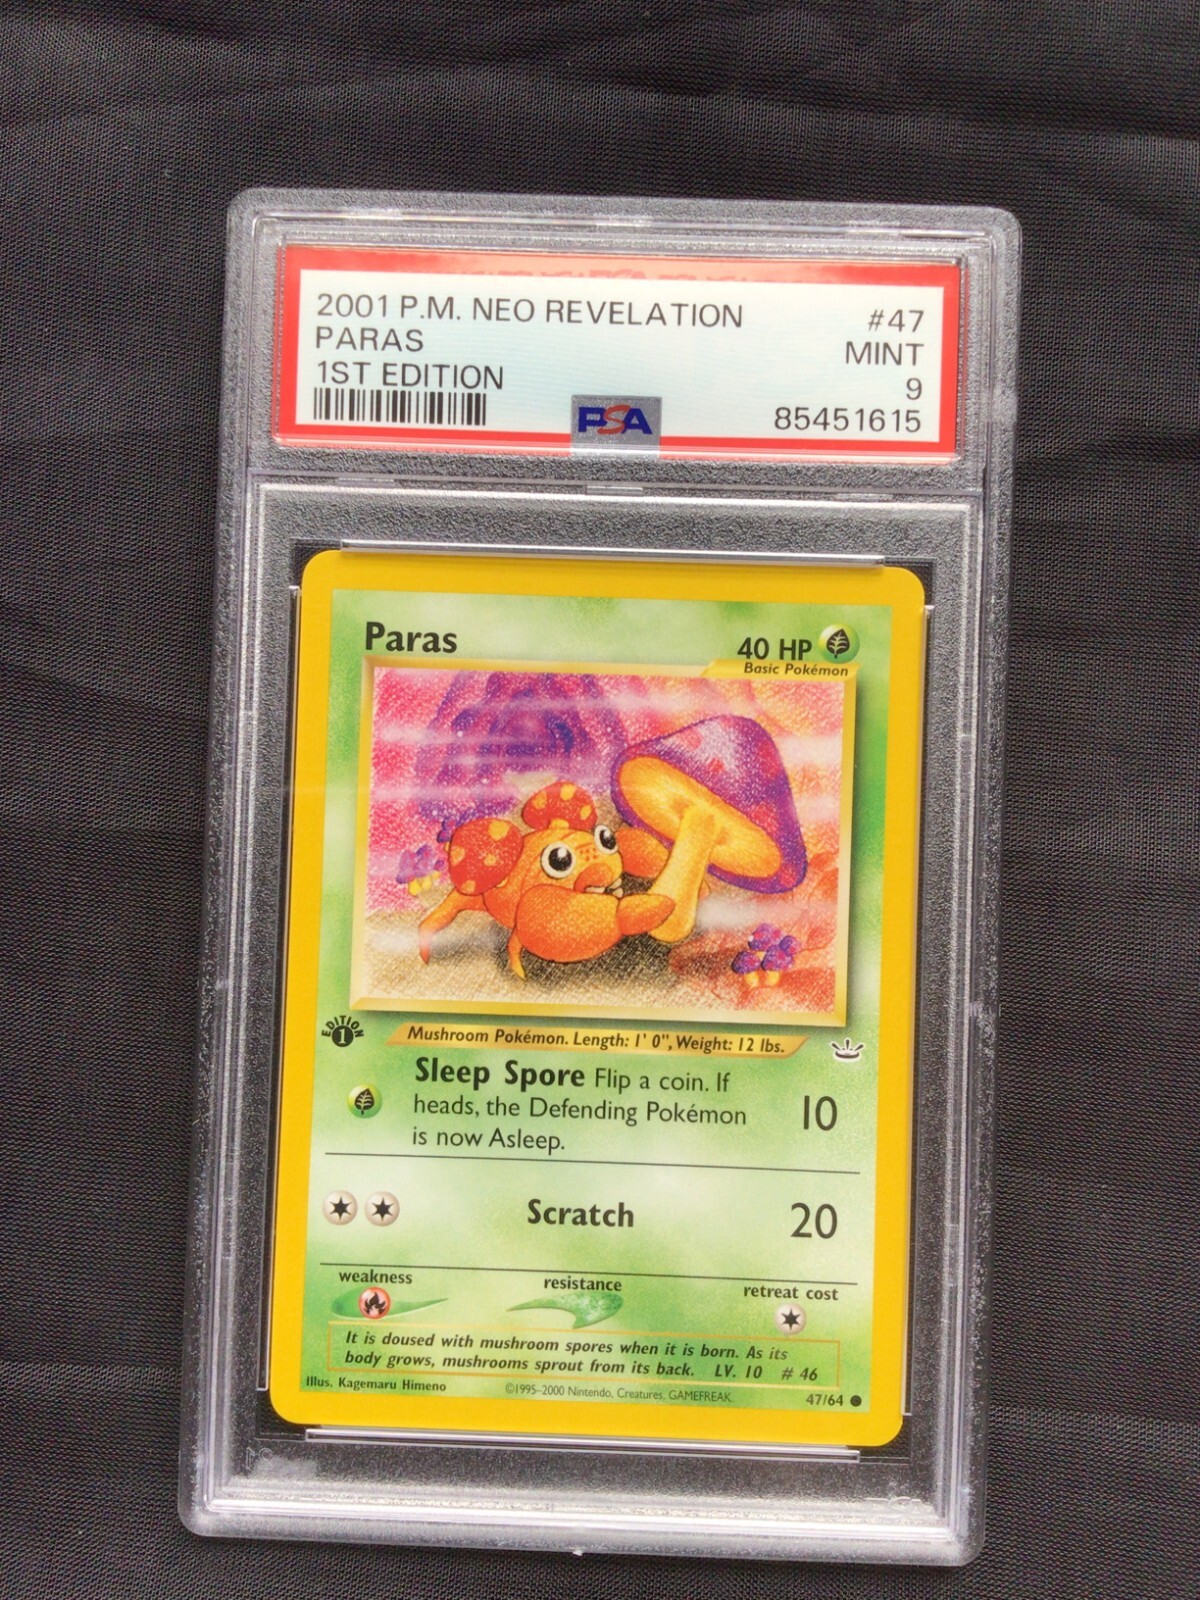 2001 P.M. NEO REVELATION #47
PARAS MINT
1ST EDITION 9
PSA 85451615
Paras 40 HP
Basic Pokémon
EDITION 1
Mushroom Pokémon. Length: 1' 0", Weight: 12 lbs.
Sleep Spore Flip a coin. If
heads, the Defending Pokémon 10
is now Asleep.
Scratch 20
weakness resistance retreat cost
It is doused with mushroom spores when it is born. As its
body grows, mushrooms sprout from its back. LV. 10 # 46
Illus. Kagemaru Himeno ©1995–2000 Nintendo, Creatures, GAMEFREAK. 47/64